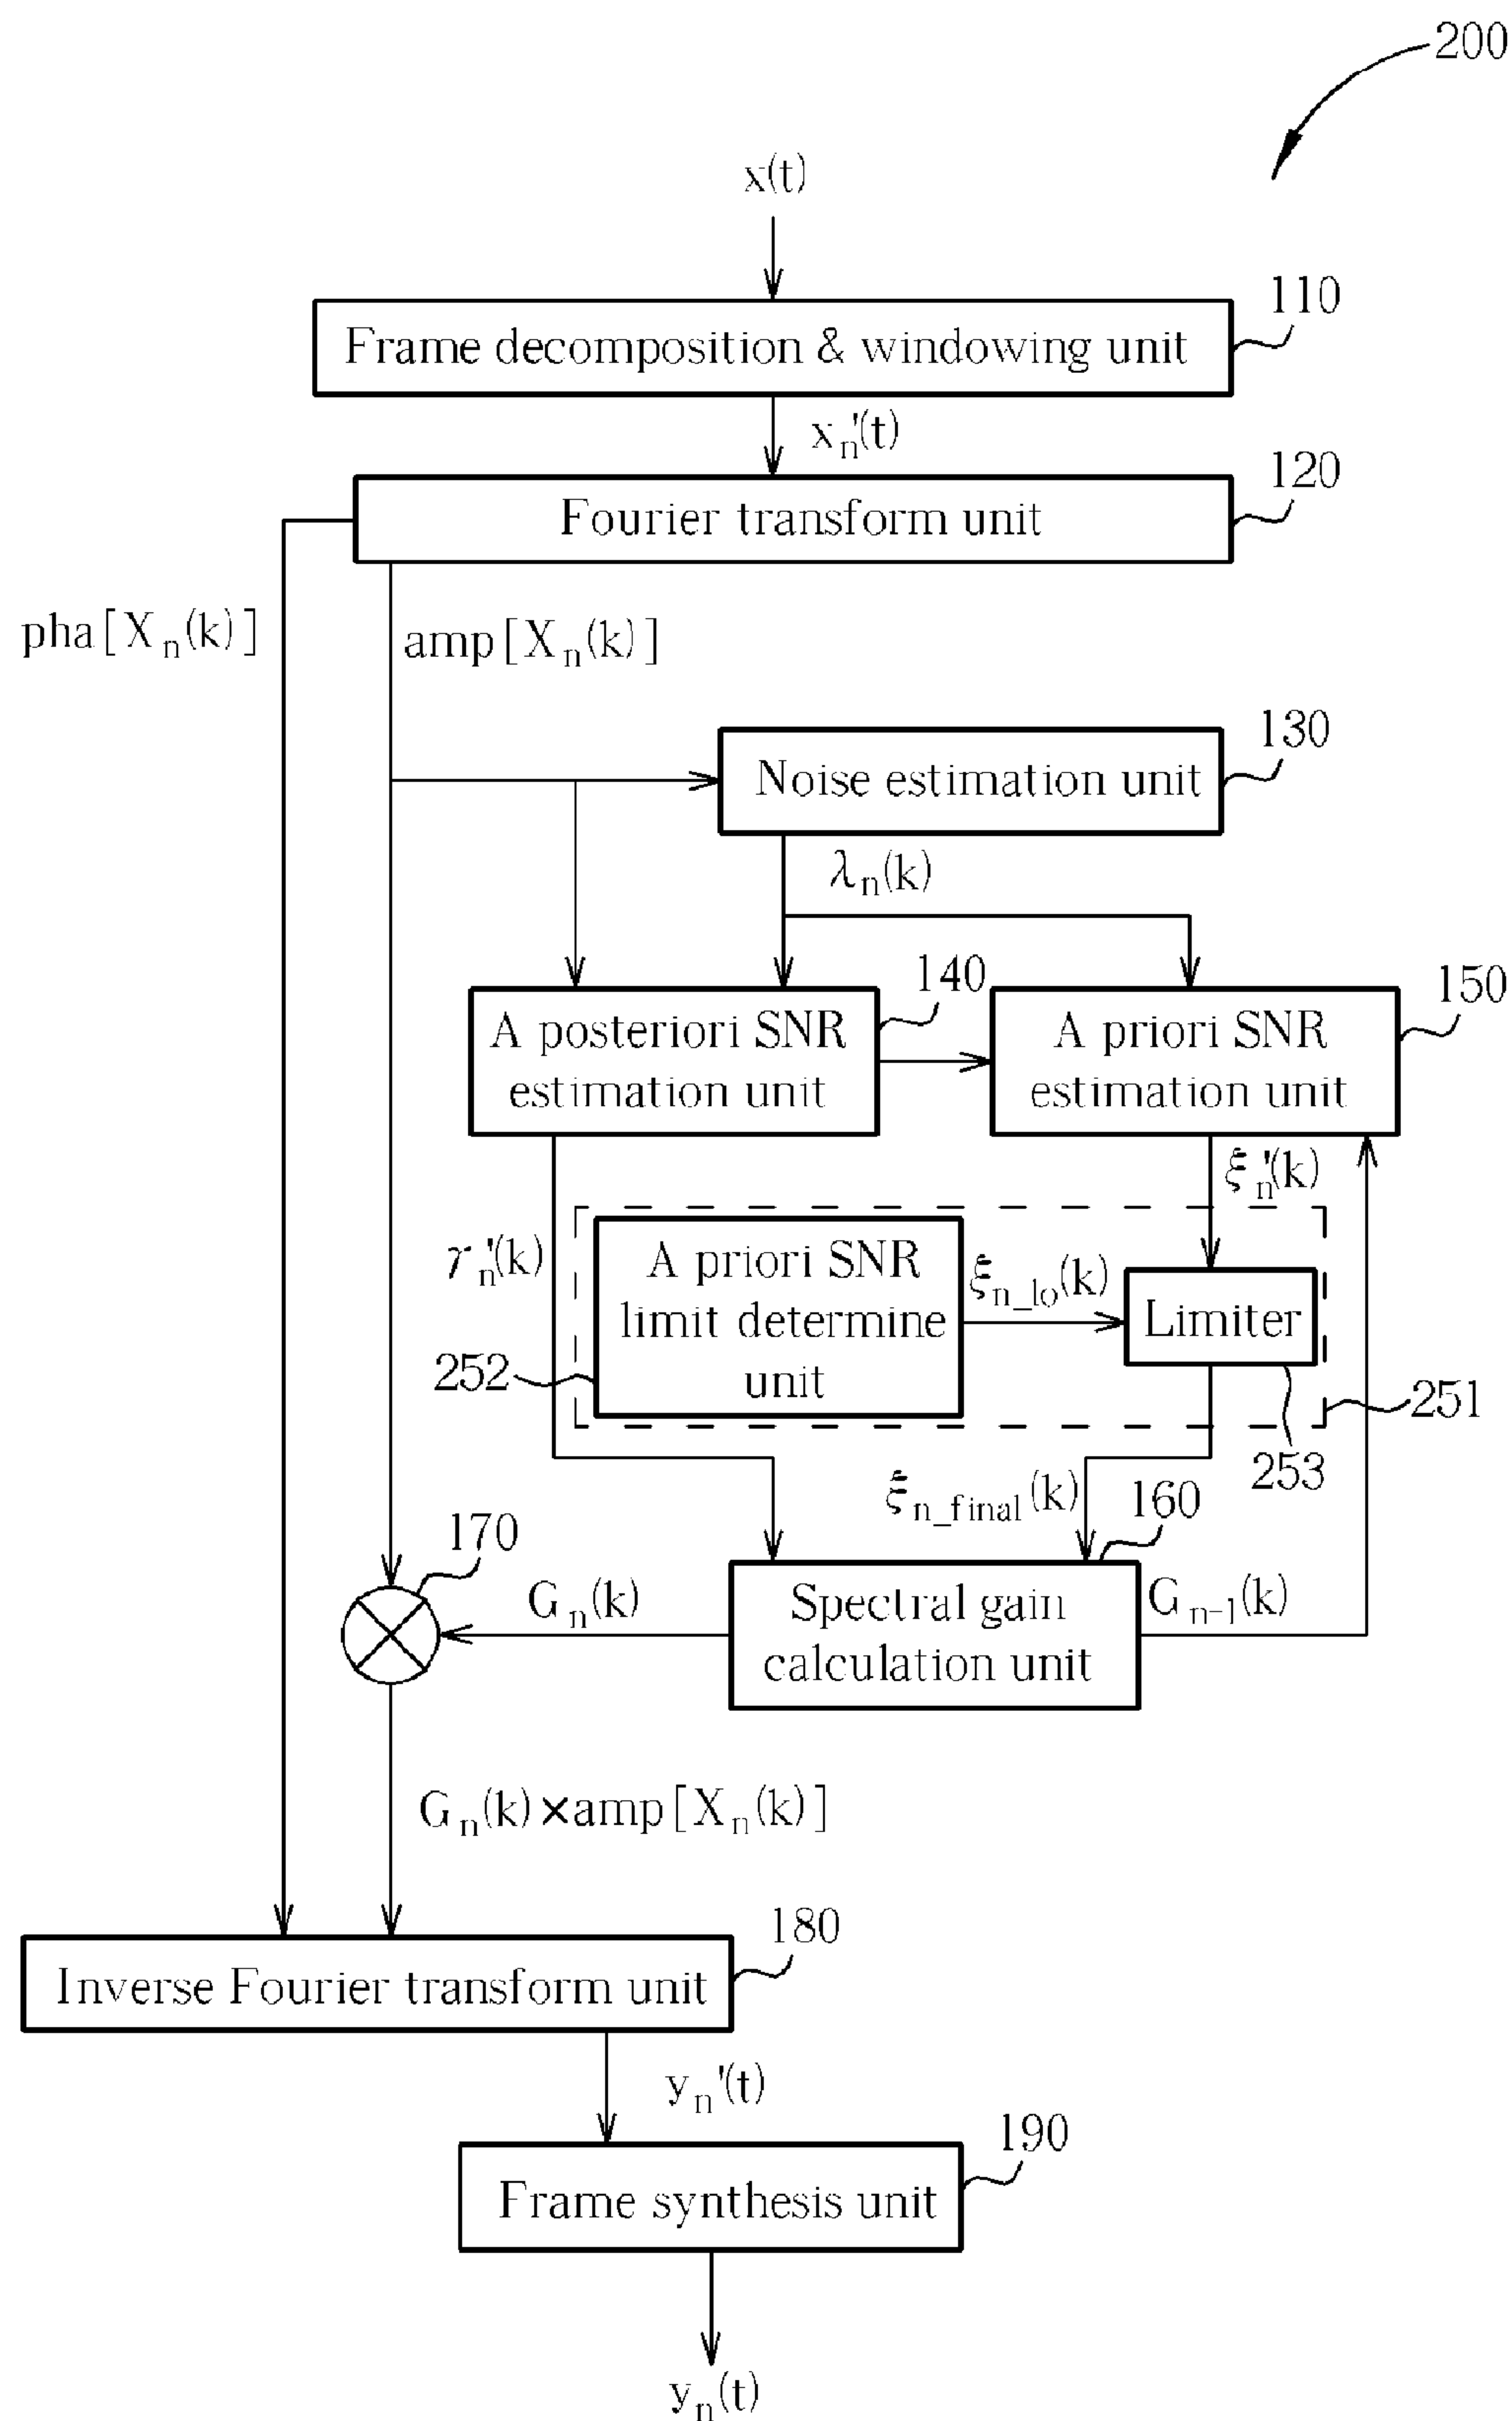 200
x(t)
110
Frame decomposition & windowing unit
xₙ'(t)
120
Fourier transform unit
pha[Xₙ(k)]
amp[Xₙ(k)]
130
Noise estimation unit
λₙ(k)
140
150
A posteriori SNR
estimation unit
A priori SNR
estimation unit
ξₙ'(k)
γₙ'(k)
A priori SNR
limit determine
unit
ξₙ_lo(k)
Limiter
252
251
253
ξₙ_final(k)
160
170
Gₙ(k)
Spectral gain
calculation unit
Gₙ₋₁(k)
Gₙ(k)×amp[Xₙ(k)]
180
Inverse Fourier transform unit
yₙ'(t)
190
Frame synthesis unit
yₙ(t)